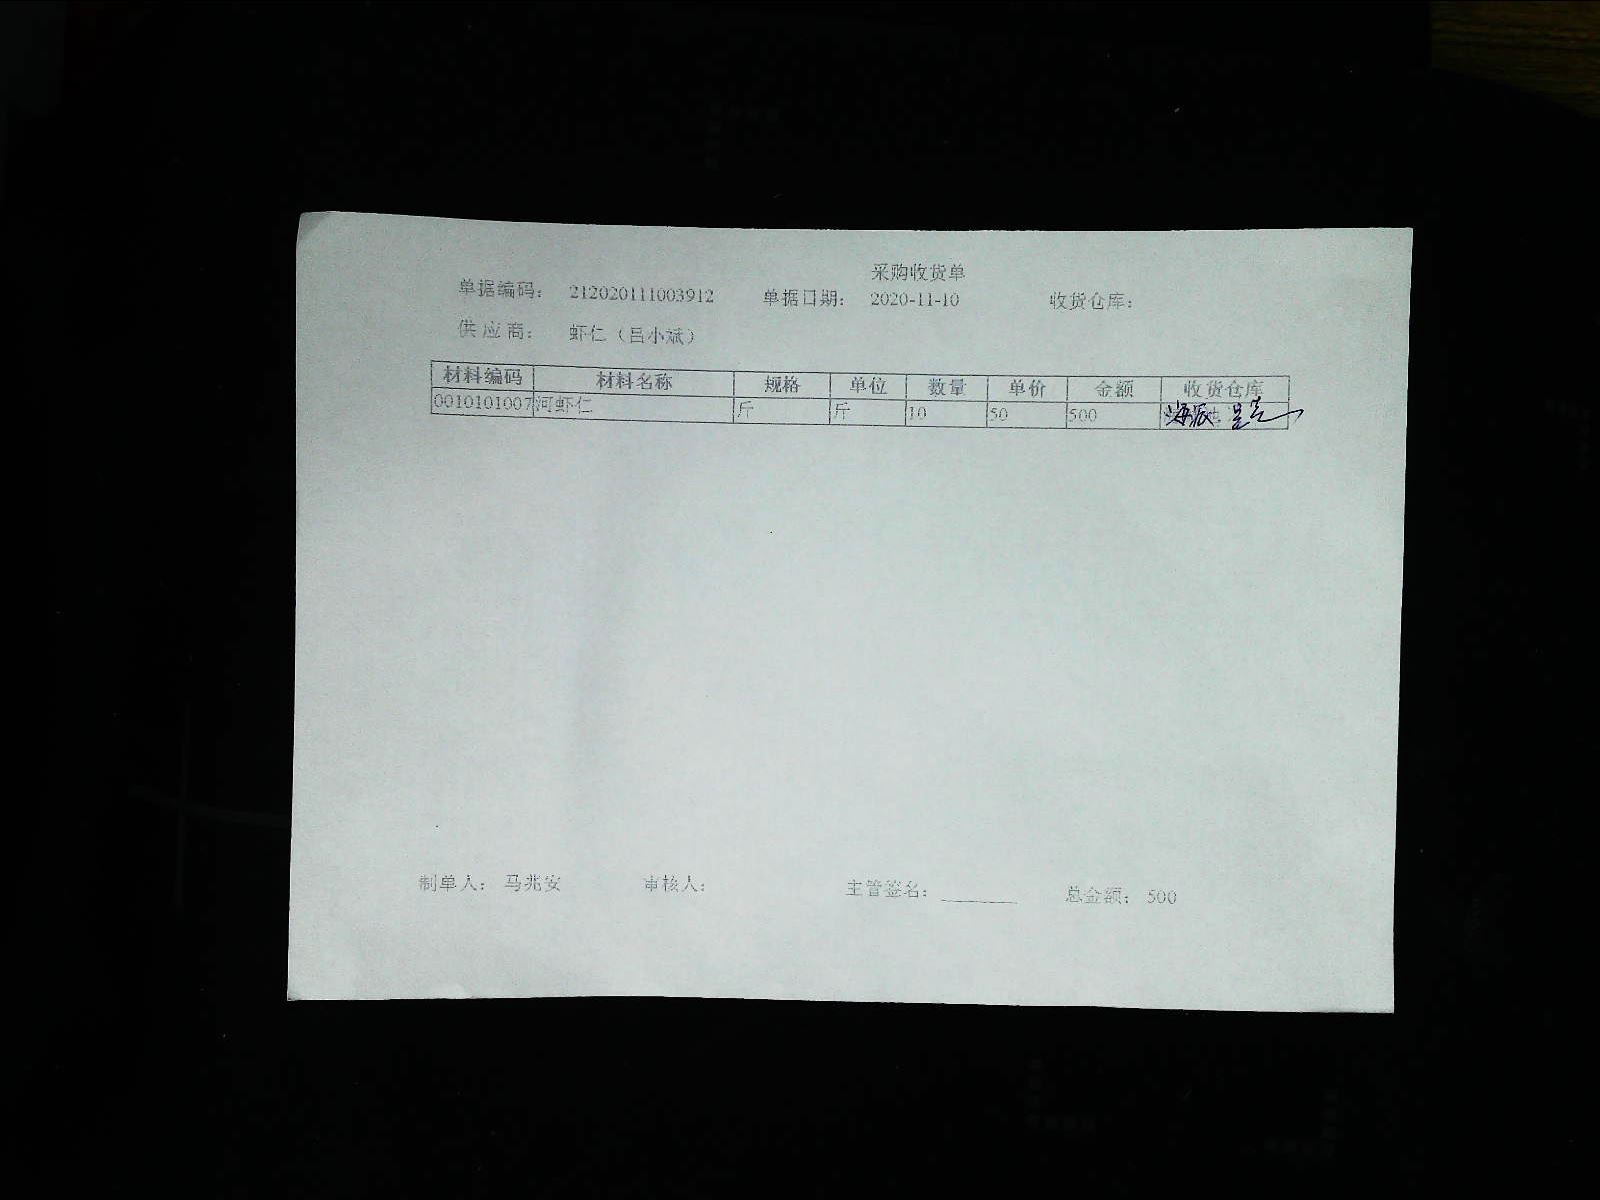 采购收货单
单据编码： 212020111003912 单据日期： 2020-11-10 收货仓库：
供应商： 虾仁（吕小斌）
材料编码 材料名称 规格 单位 数量 单价 金额 收货仓库
0010101007 河虾仁 斤 斤 10 50 500
制单人： 马兆安 审核人： 主管签名： 总金额： 500